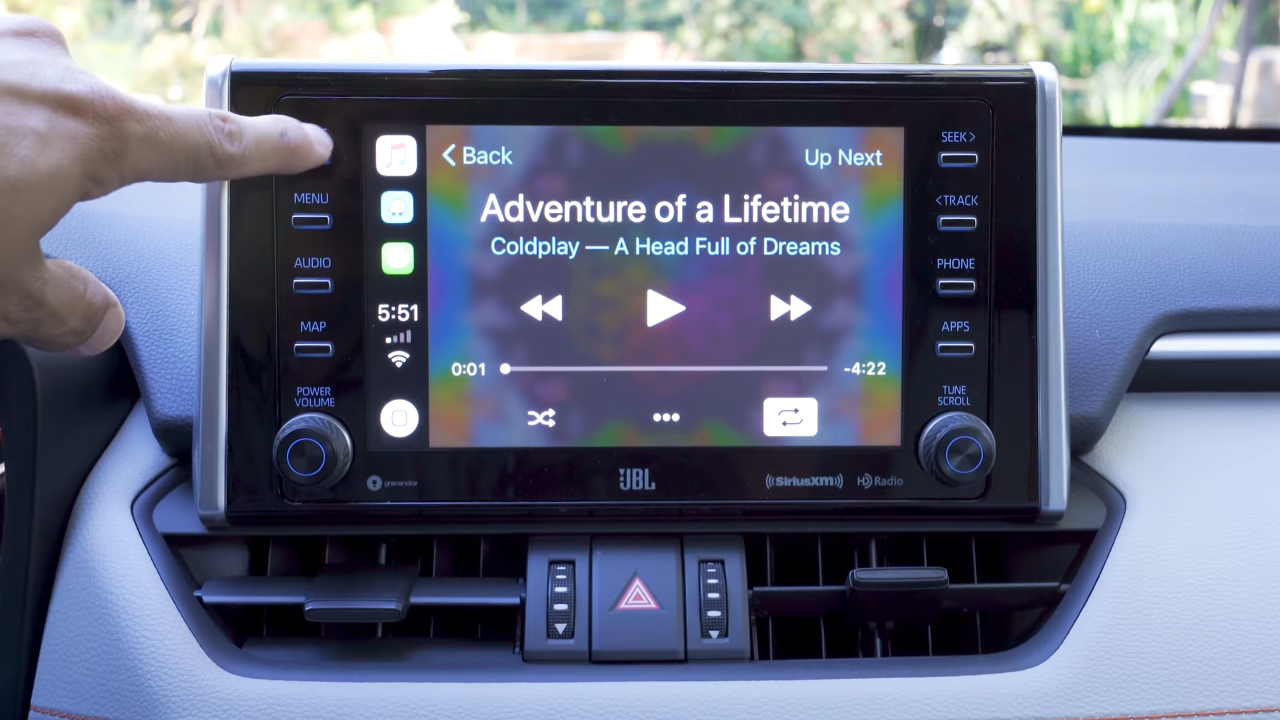 SEEK >
< Back
Up Next
MENU
< TRACK
Adventure of a Lifetime
Coldplay — A Head Full of Dreams
AUDIO
PHONE
5:51
MAP
APPS
0:01
-4:22
POWER
VOLUME
TUNE
SCROLL
gracenote
JBL
((SiriusXM))
HD Radio